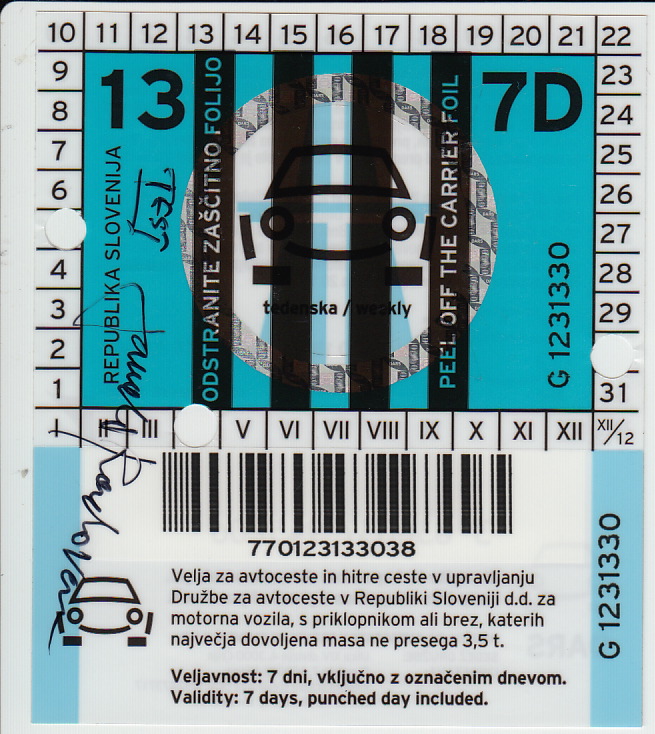 10 11 12 13 14 15 16 17 18 19 20 21 22
9 23
8 24
7 25
6 26
27
4 28
3 29
2
1 31
13
7D
REPUBLIKA SLOVENIJA
ODSTRANITE ZAŠČITNO FOLIJO
PEEL OFF THE CARRIER FOIL
tedenska / weekly
G 1231330
I II III V VI VII VIII IX X XI XII XII/12
770123133038
Velja za avtoceste in hitre ceste v upravljanju
Družbe za avtoceste v Republiki Sloveniji d.d. za
motorna vozila, s priklopnikom ali brez, katerih
največja dovoljena masa ne presega 3,5 t.
Veljavnost: 7 dni, vključno z označenim dnevom.
Validity: 7 days, punched day included.
G 1231330